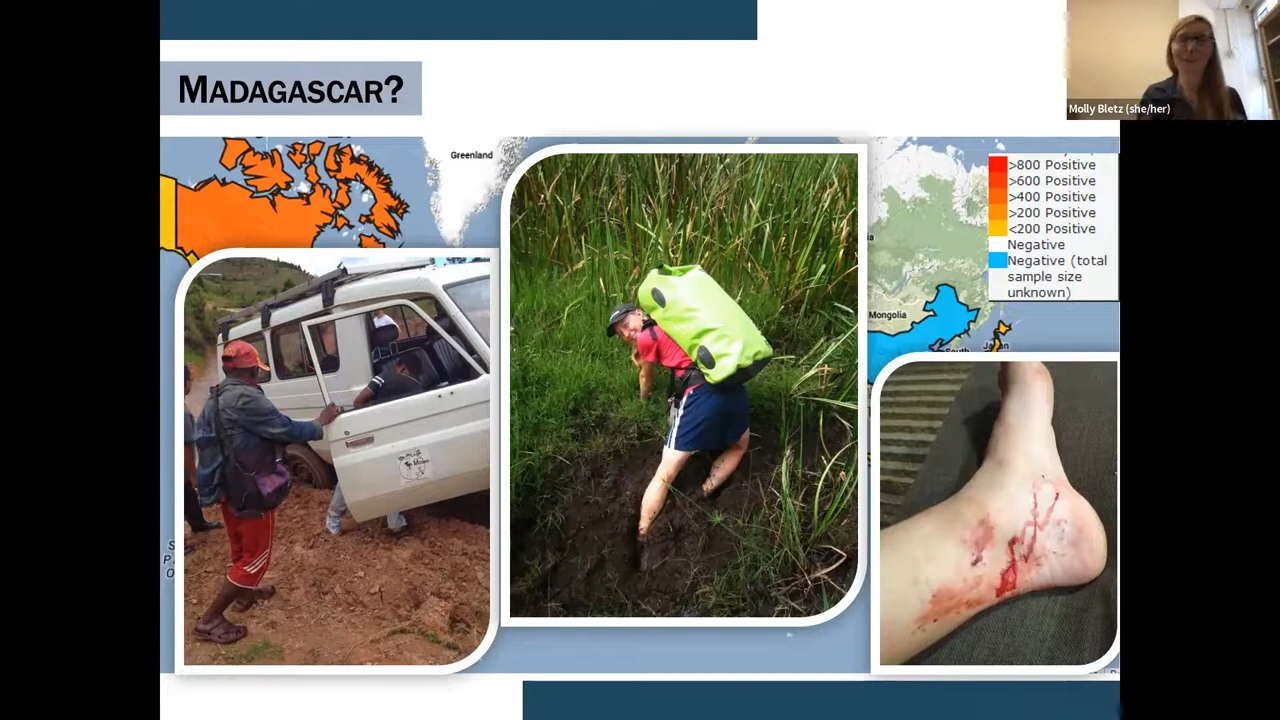 MADAGASCAR?
Molly Bletz (she/her)
Greenland
>800 Positive
>600 Positive
>400 Positive
>200 Positive
<200 Positive
Negative
Negative (total
sample size
unknown)
Mongolia
South
Japan